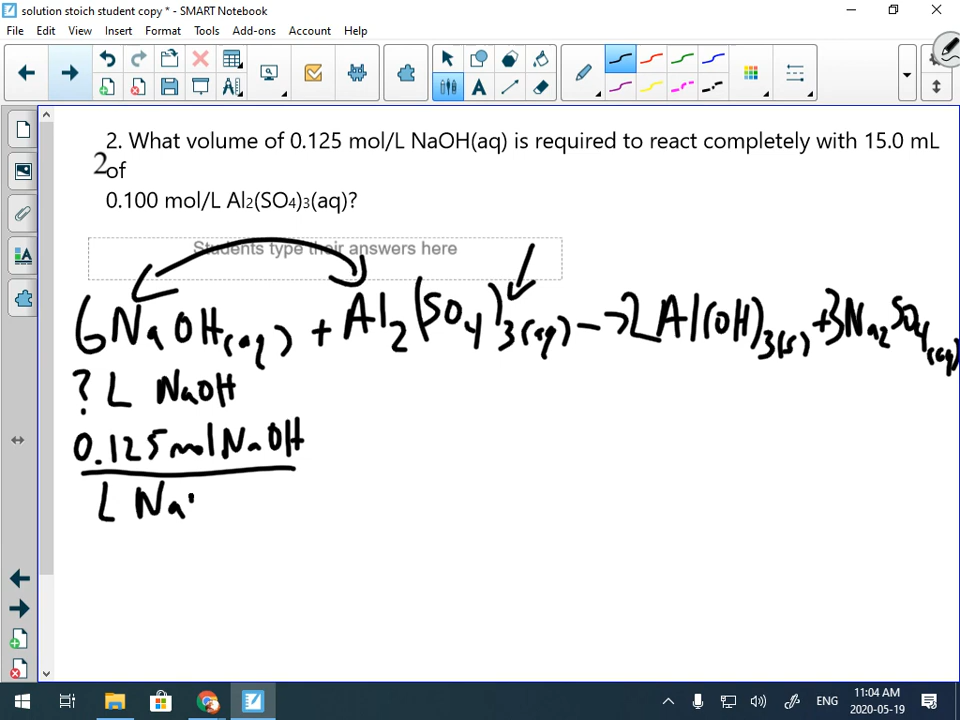 solution stoich student copy * - SMART Notebook
File Edit View Insert Format Tools Add-ons Account Help
2. What volume of 0.125 mol/L NaOH(aq) is required to react completely with 15.0 mL
2 of
0.100 mol/L Al2(SO4)3(aq)?
Students type their answers here
6NaOH(aq) + Al2(SO4)3(aq) → 2Al(OH)3(s) + 3Na2SO4(aq)
? L NaOH
0.125 mol NaOH
L Na
ENG
11:04 AM
2020-05-19